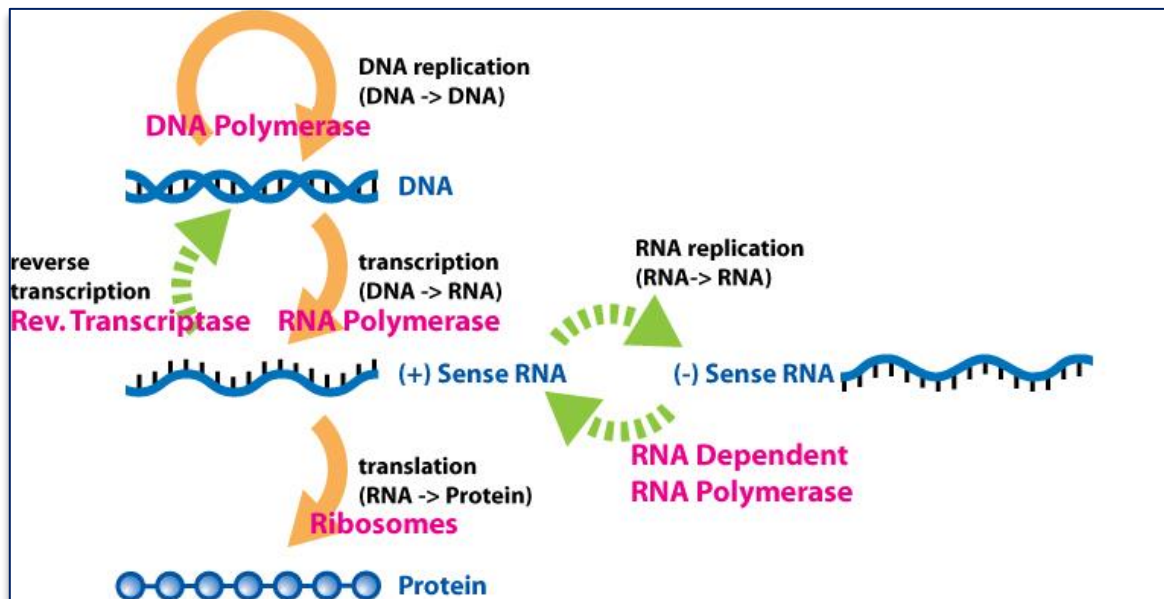 DNA replication
(DNA -> DNA)
DNA Polymerase
DNA
reverse
transcription
Rev. Transcriptase
transcription
(DNA -> RNA)
RNA Polymerase
RNA replication
(RNA-> RNA)
(+) Sense RNA
(-) Sense RNA
RNA Dependent
RNA Polymerase
translation
(RNA -> Protein)
Ribosomes
Protein